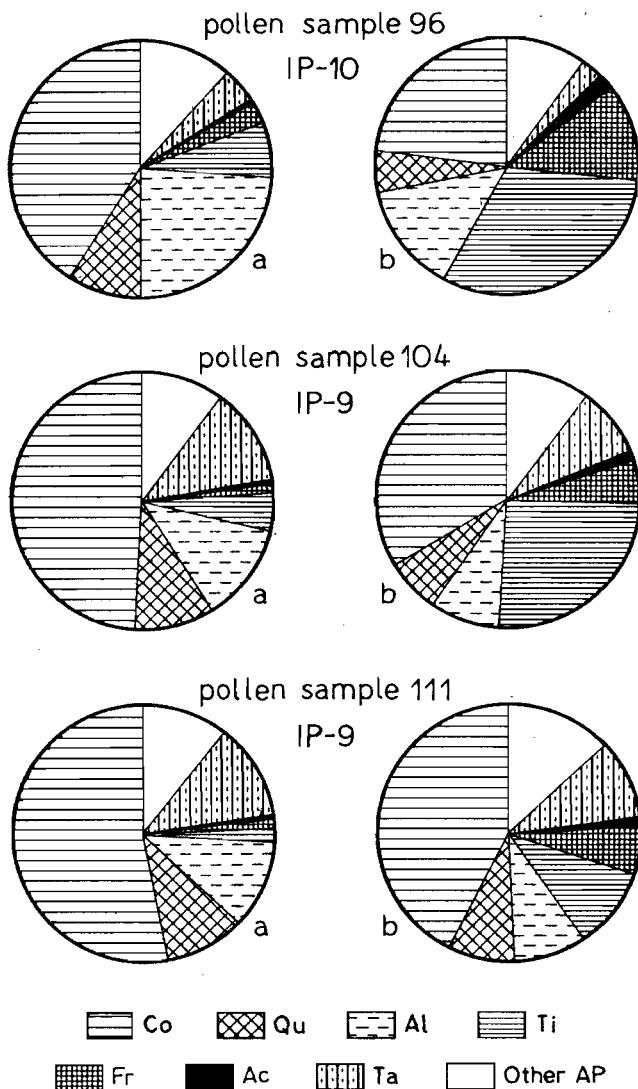 pollen sample 96
IP-10
a
b
pollen sample 104
IP-9
a
b
pollen sample 111
IP-9
a
b
Co Qu Al Ti
Fr Ac Ta Other AP